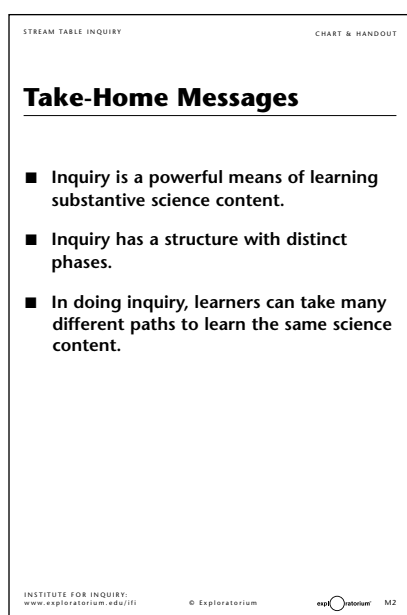 STREAM TABLE INQUIRY
CHART & HANDOUT
Take-Home Messages
■ Inquiry is a powerful means of learning
substantive science content.
■ Inquiry has a structure with distinct
phases.
■ In doing inquiry, learners can take many
different paths to learn the same science
content.
INSTITUTE FOR INQUIRY:
www.exploratorium.edu/ifi
© Exploratorium
exploratorium®
M2